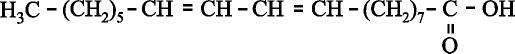 H₃C – (CH₂)₅ – CH = CH – CH = CH – (CH₂)₇ – C – OH
॥
O